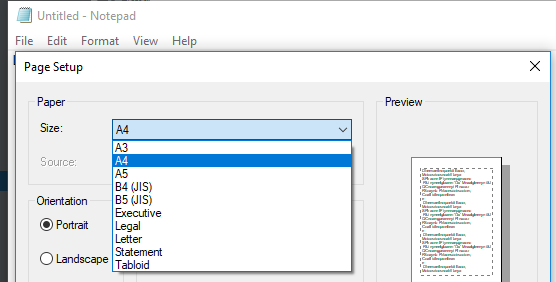 Untitled - Notepad
File Edit Format View Help
Page Setup
Paper
Size:
A4
A3
A4
A5
B4 (JIS)
B5 (JIS)
Executive
Legal
Letter
Statement
Tabloid
Source:
Orientation
Portrait
Landscape
Preview